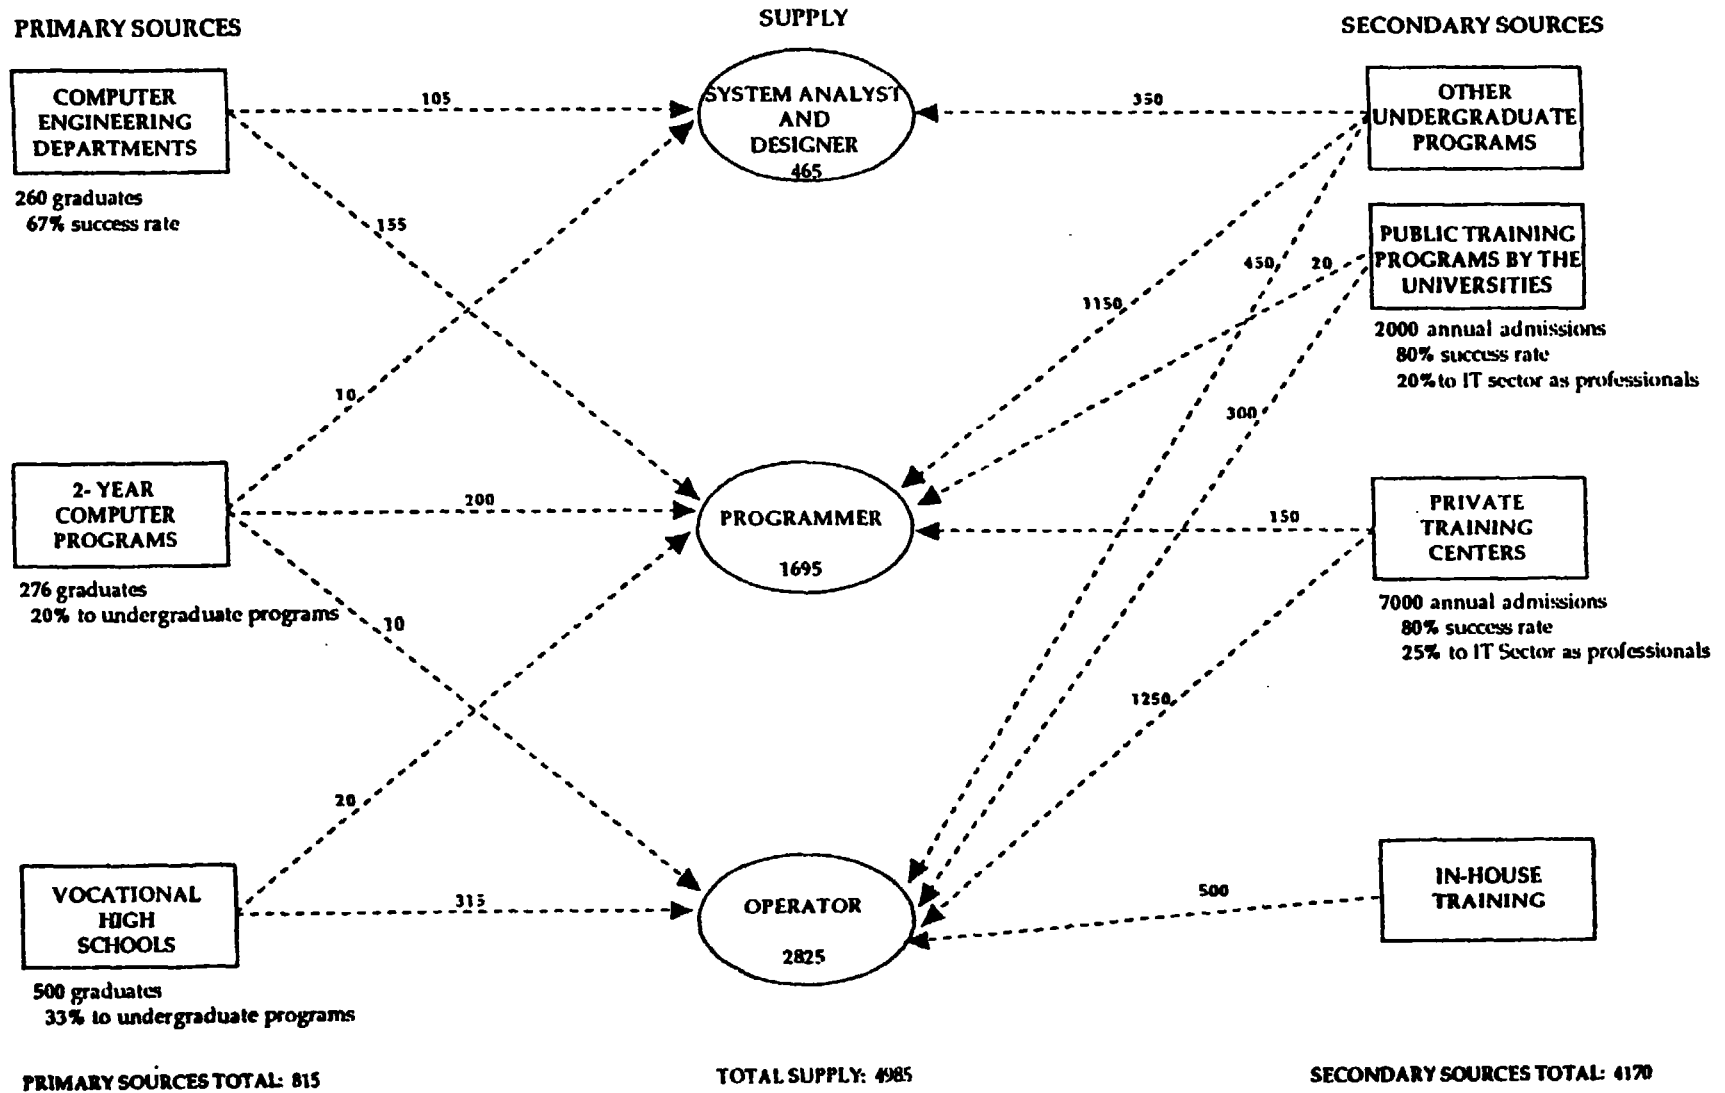 PRIMARY SOURCES
SUPPLY
SECONDARY SOURCES
COMPUTER
ENGINEERING
DEPARTMENTS
260 graduates
67% success rate
105
155
SYSTEM ANALYST
AND
DESIGNER
465
350
OTHER
UNDERGRADUATE
PROGRAMS
PUBLIC TRAINING
PROGRAMS BY THE
UNIVERSITIES
2000 annual admissions
80% success rate
20% to IT sector as professionals
450
20
1150
300
10
2- YEAR
COMPUTER
PROGRAMS
276 graduates
20% to undergraduate programs
200
10
PROGRAMMER
1695
150
PRIVATE
TRAINING
CENTERS
7000 annual admissions
80% success rate
25% to IT Sector as professionals
1250
20
VOCATIONAL
HIGH
SCHOOLS
500 graduates
33% to undergraduate programs
315
OPERATOR
2825
500
IN-HOUSE
TRAINING
PRIMARY SOURCES TOTAL: 815
TOTAL SUPPLY: 4985
SECONDARY SOURCES TOTAL: 4170